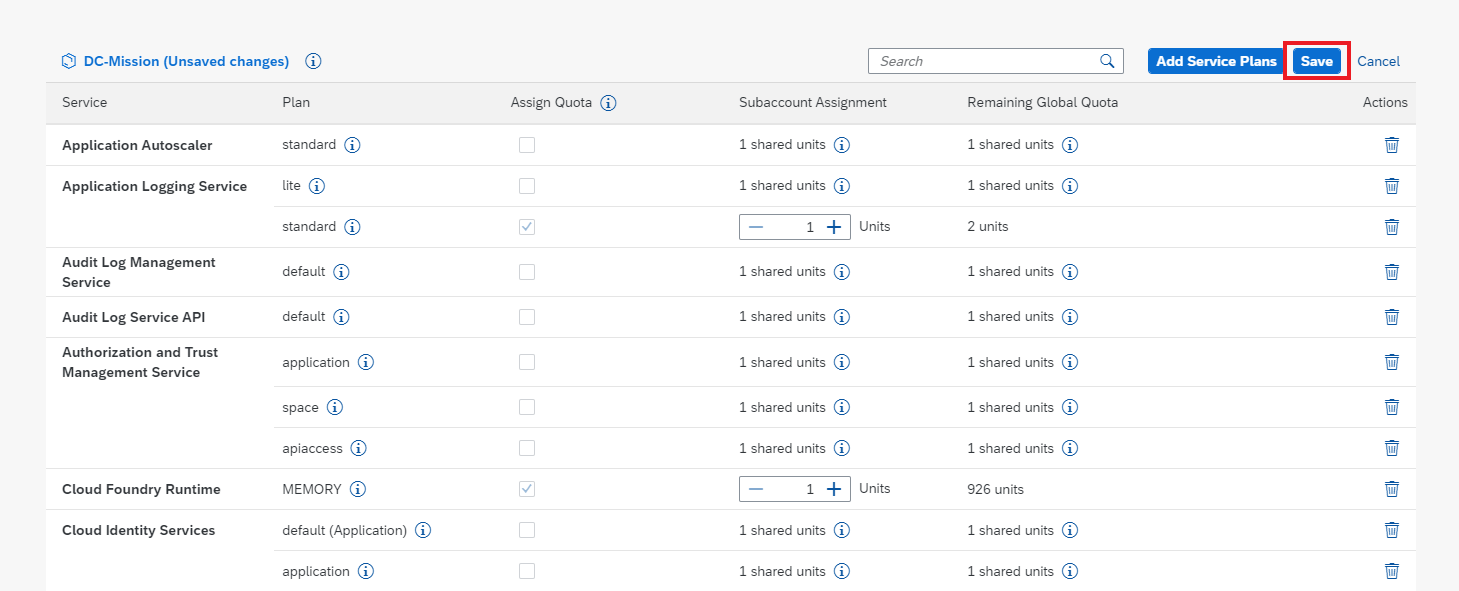 DC-Mission (Unsaved changes) Search Add Service Plans Save Cancel
Service Plan Assign Quota Subaccount Assignment Remaining Global Quota Actions
Application Autoscaler standard 1 shared units 1 shared units
Application Logging Service lite 1 shared units 1 shared units
standard 1 Units 2 units
Audit Log Management
Service default 1 shared units 1 shared units
Audit Log Service API default 1 shared units 1 shared units
Authorization and Trust
Management Service application 1 shared units 1 shared units
space 1 shared units 1 shared units
apiaccess 1 shared units 1 shared units
Cloud Foundry Runtime MEMORY 1 Units 926 units
Cloud Identity Services default (Application) 1 shared units 1 shared units
application 1 shared units 1 shared units